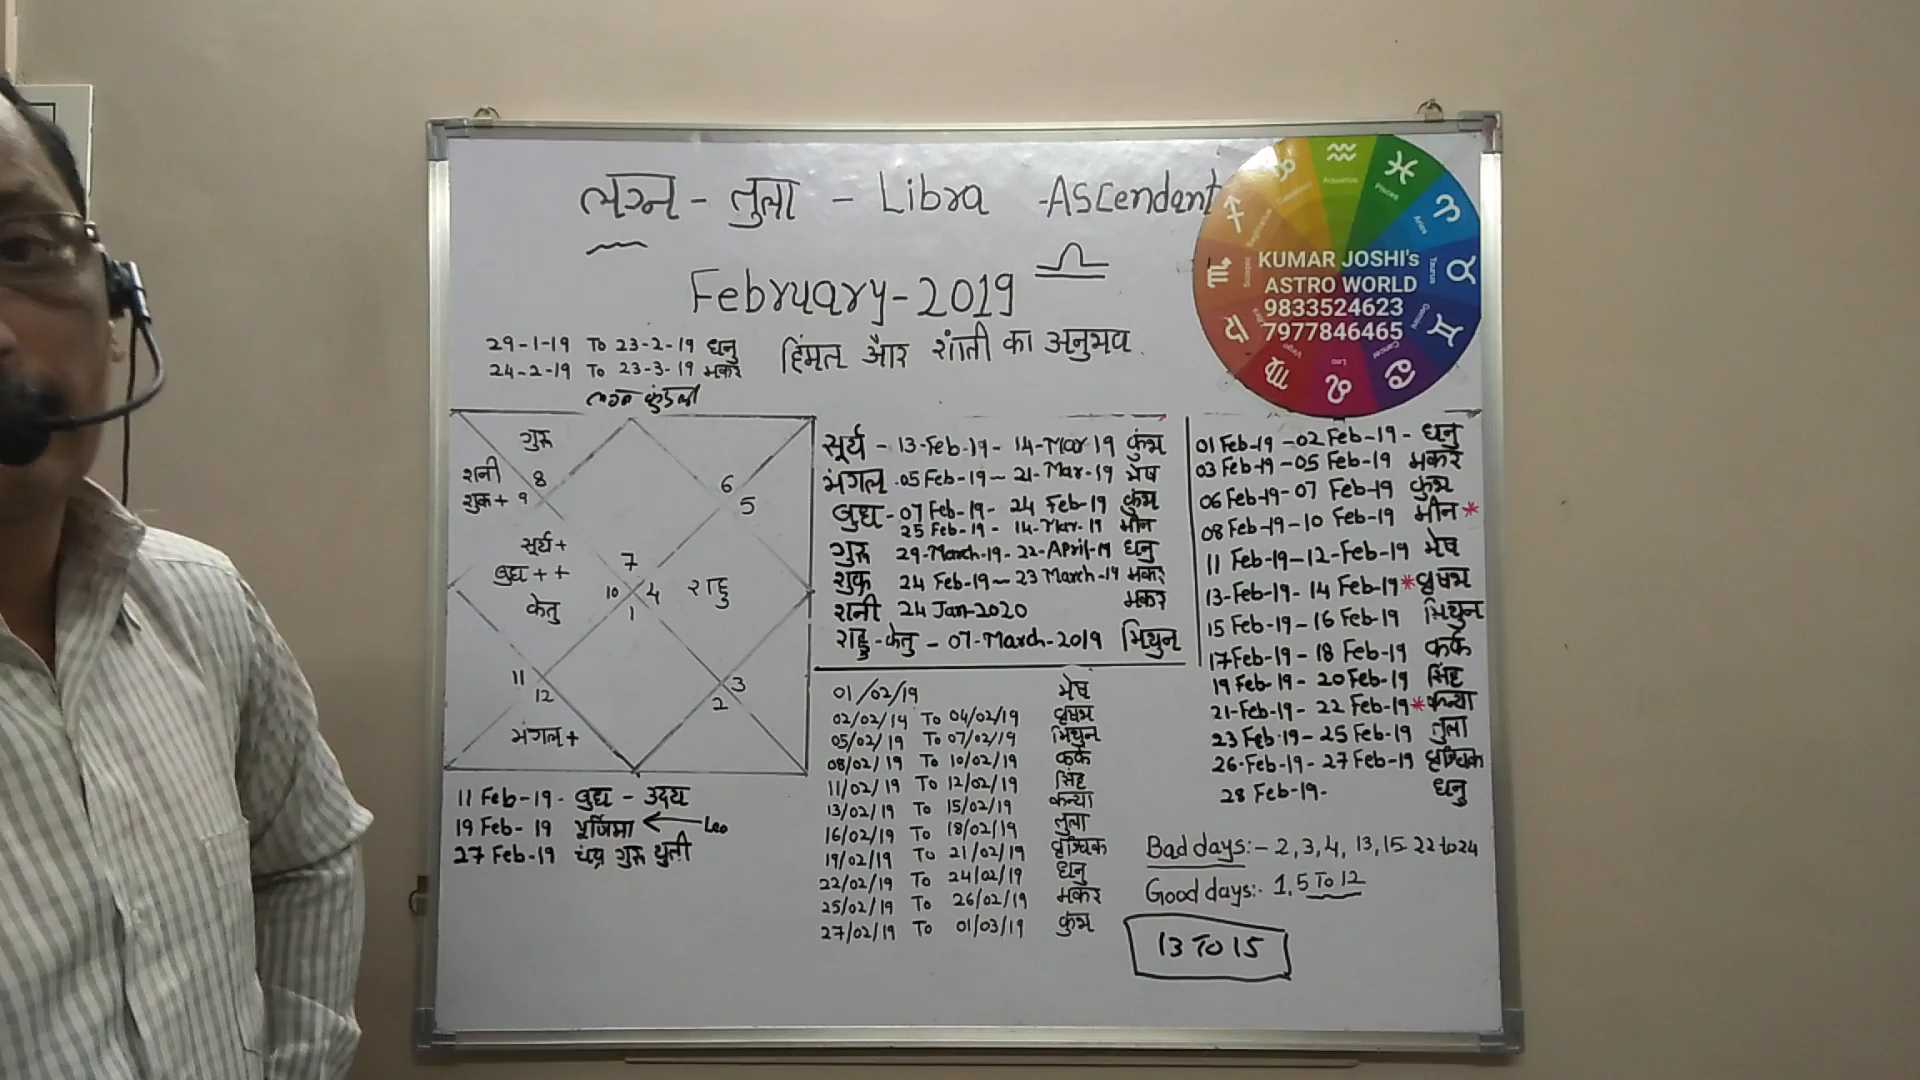 लग्न - तुला - Libra - Ascendant
February - 2019
हिंमत और शांती का अनुभव
29-1-19 To 23-2-19 धनु
24-2-19 To 23-3-19 मकर
लग्न कुंडली
KUMAR JOSHI's
ASTRO WORLD
9833524623
7977846465
Capricorn
Aquarius
Pisces
Aries
Taurus
Gemini
Cancer
Leo
Virgo
Libra
Scorpio
Sagittarius
गुरु
शनी 8
शुक्र + 9
6
5
सूर्य +
बुध + +
केतु
7
10 4 राहु
1
11
12
3
2
मंगल +
11 Feb-19 - बुध - उदय
19 Feb-19 पूर्णिमा ← Leo
27 Feb-19 चंद्र गुरु युती
सूर्य - 13-Feb-19 - 14-Mar-19 कुंभ
मंगल - 05 Feb-19 - 21-Mar-19 मेष
बुध - 07 Feb-19 - 24 Feb-19 कुंभ
25 Feb-19 - 14-Mar-19 मीन
गुरु 29-March-19 - 22-April-19 धनु
शुक्र 24 Feb-19 - 23 March-19 मकर
शनी 24 Jan-2020 मकर
राहु-केतु - 07-March-2019 मिथुन
01/02/19 मेष
02/02/19 To 04/02/19 वृषभ
05/02/19 To 07/02/19 मिथुन
08/02/19 To 10/02/19 कर्क
11/02/19 To 12/02/19 सिंह
13/02/19 To 15/02/19 कन्या
16/02/19 To 18/02/19 तुला
19/02/19 To 21/02/19 वृश्चिक
22/02/19 To 24/02/19 धनु
25/02/19 To 26/02/19 मकर
27/02/19 To 01/03/19 कुंभ
01 Feb-19 - 02 Feb-19 - धनु
03 Feb-19 - 05 Feb-19 मकर
06 Feb-19 - 07 Feb-19 कुंभ
08 Feb-19 - 10 Feb-19 मीन *
11 Feb-19 - 12-Feb-19 मेष
13-Feb-19 - 14 Feb-19 * वृषभ
15 Feb-19 - 16 Feb-19 मिथुन
17 Feb-19 - 18 Feb-19 कर्क
19 Feb-19 - 20 Feb-19 सिंह
21-Feb-19 - 22 Feb-19 * कन्या
23 Feb-19 - 25 Feb-19 तुला
26-Feb-19 - 27 Feb-19 वृश्चिक
28 Feb-19 - धनु
Bad days:- 2, 3, 4, 13, 15 22 to 24
Good days:- 1, 5 To 12
13 To 15